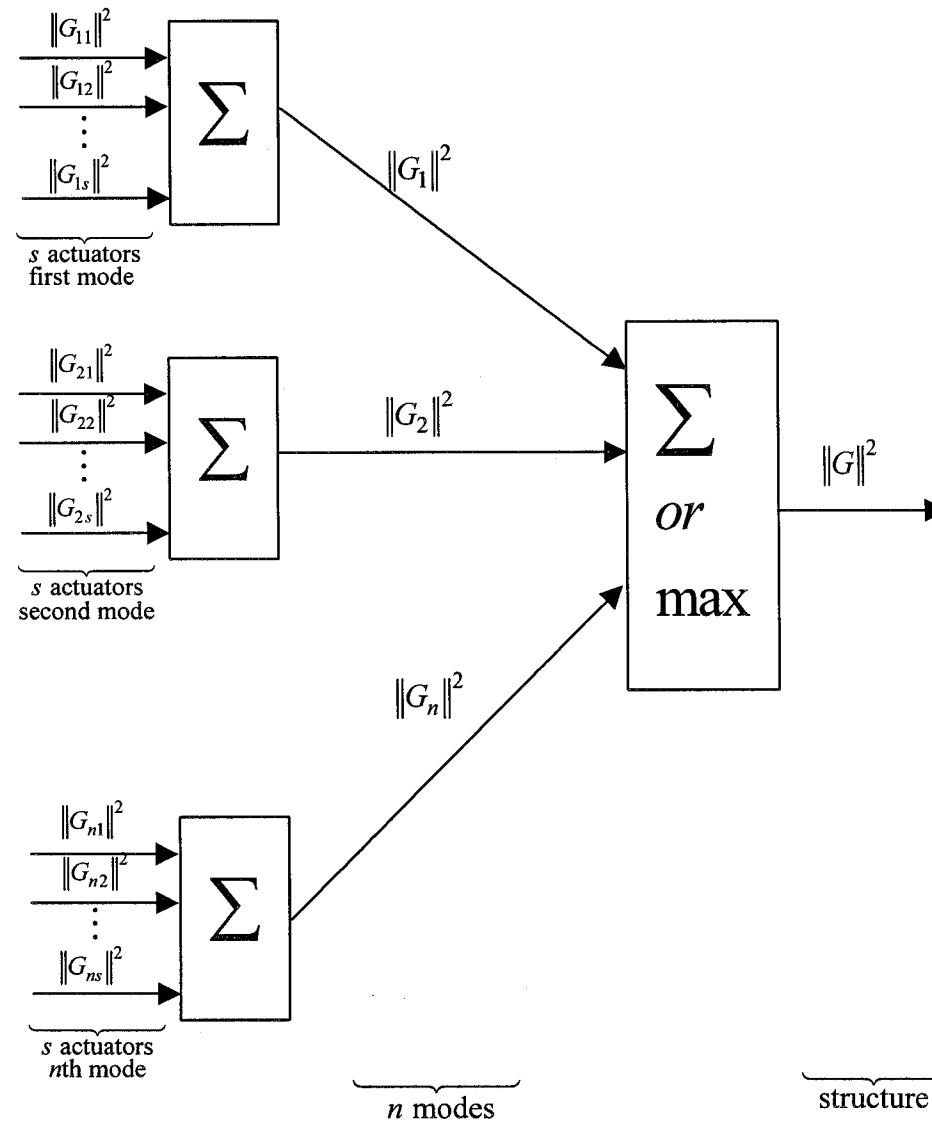 ‖G₁₁‖²
‖G₁₂‖²
⋮
‖G₁ₛ‖²
Σ
s actuators
first mode
‖G₁‖²
‖G₂₁‖²
‖G₂₂‖²
⋮
‖G₂ₛ‖²
Σ
s actuators
second mode
‖G₂‖²
Σ
or
max
‖G‖²
‖Gₙ‖²
‖Gₙ₁‖²
‖Gₙ₂‖²
⋮
‖Gₙₛ‖²
Σ
s actuators
nth mode
n modes
structure